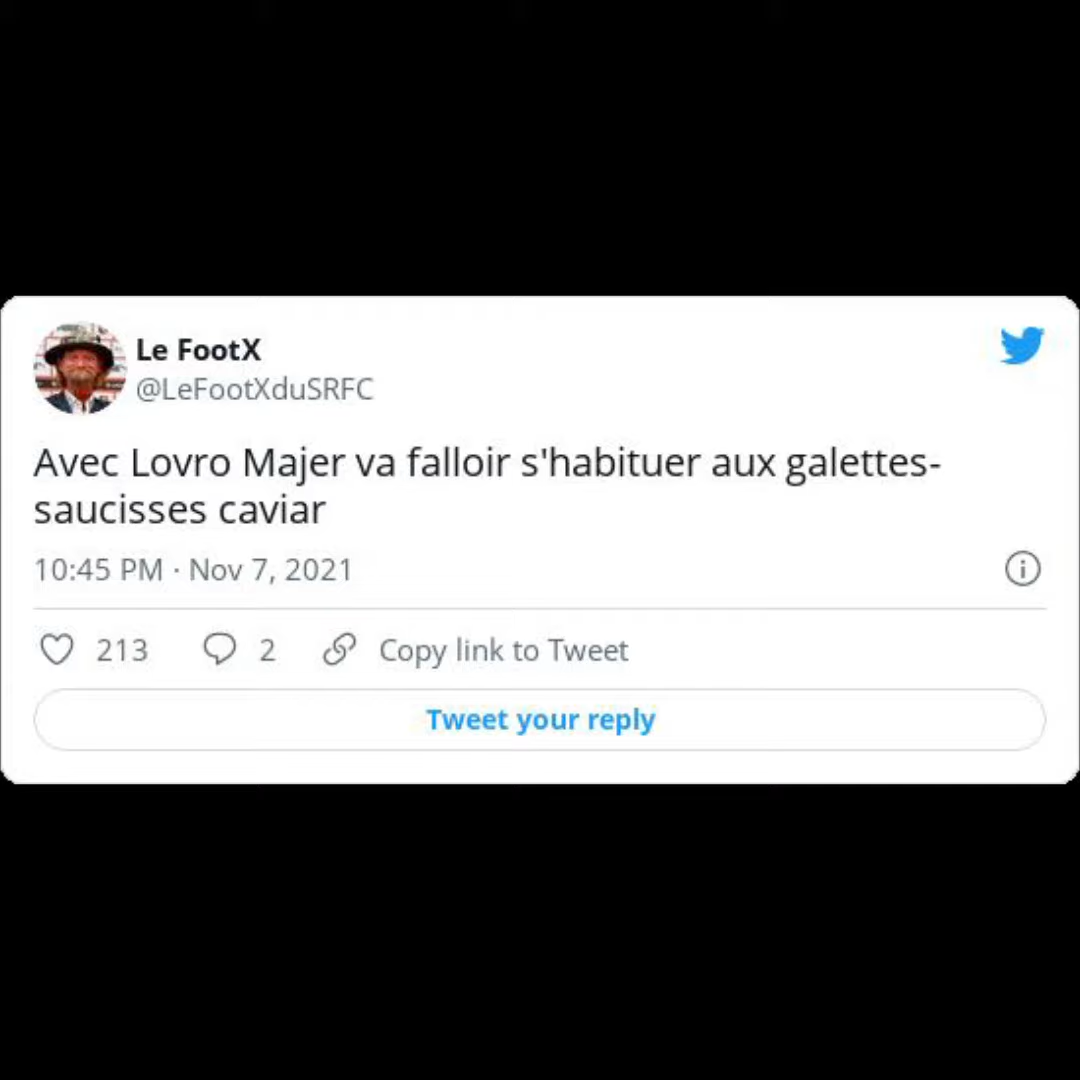 Le FootX
@LeFootXduSRFC
Avec Lovro Majer va falloir s'habituer aux galettes-
saucisses caviar
10:45 PM · Nov 7, 2021
213 2 Copy link to Tweet
Tweet your reply